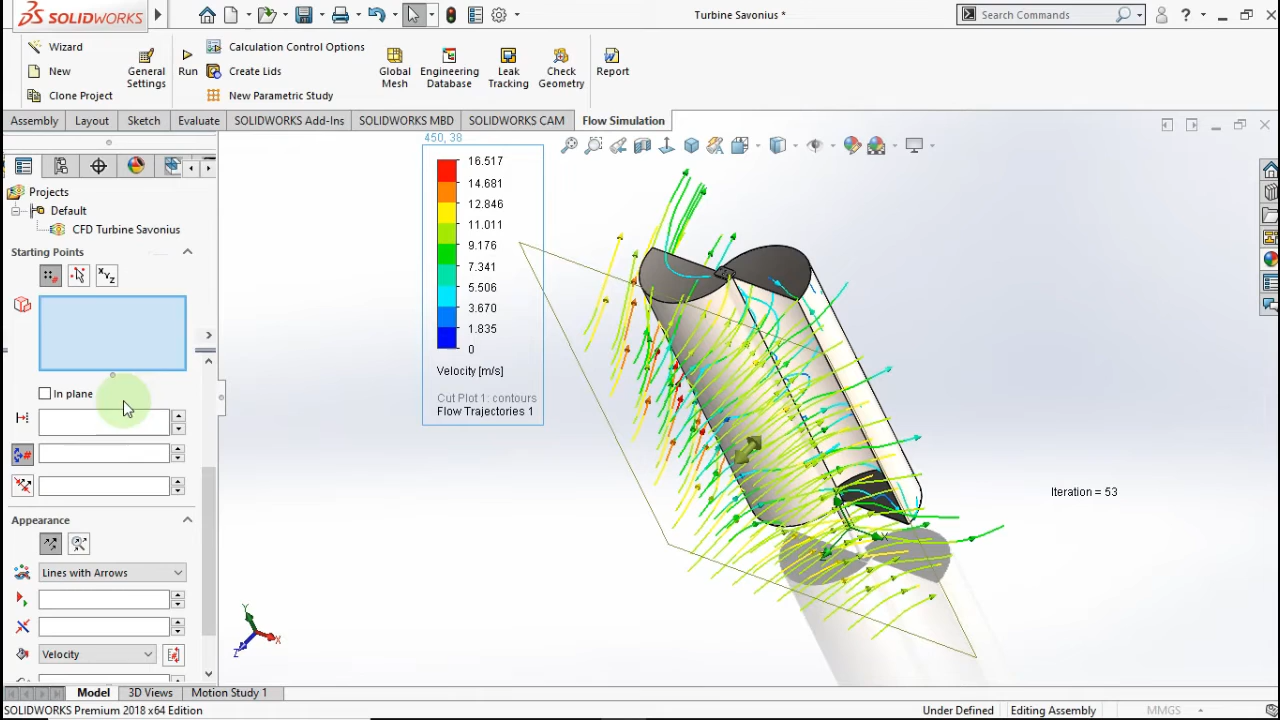 SOLIDWORKS
Turbine Savonius *
Search Commands
?
Wizard
New
Clone Project
General
Settings
Run
Calculation Control Options
Create Lids
New Parametric Study
Global
Mesh
Engineering
Database
Leak
Tracking
Check
Geometry
Report
Assembly
Layout
Sketch
Evaluate
SOLIDWORKS Add-Ins
SOLIDWORKS MBD
SOLIDWORKS CAM
Flow Simulation
Projects
Default
CFD Turbine Savonius
Starting Points
In plane
Appearance
Lines with Arrows
Velocity
450, 38
16.517
14.681
12.846
11.011
9.176
7.341
5.506
3.670
1.835
0
Velocity [m/s]
Cut Plot 1: contours
Flow Trajectories 1
Iteration = 53
Y
X
Z
X
Model
3D Views
Motion Study 1
SOLIDWORKS Premium 2018 x64 Edition
Under Defined
Editing Assembly
MMGS